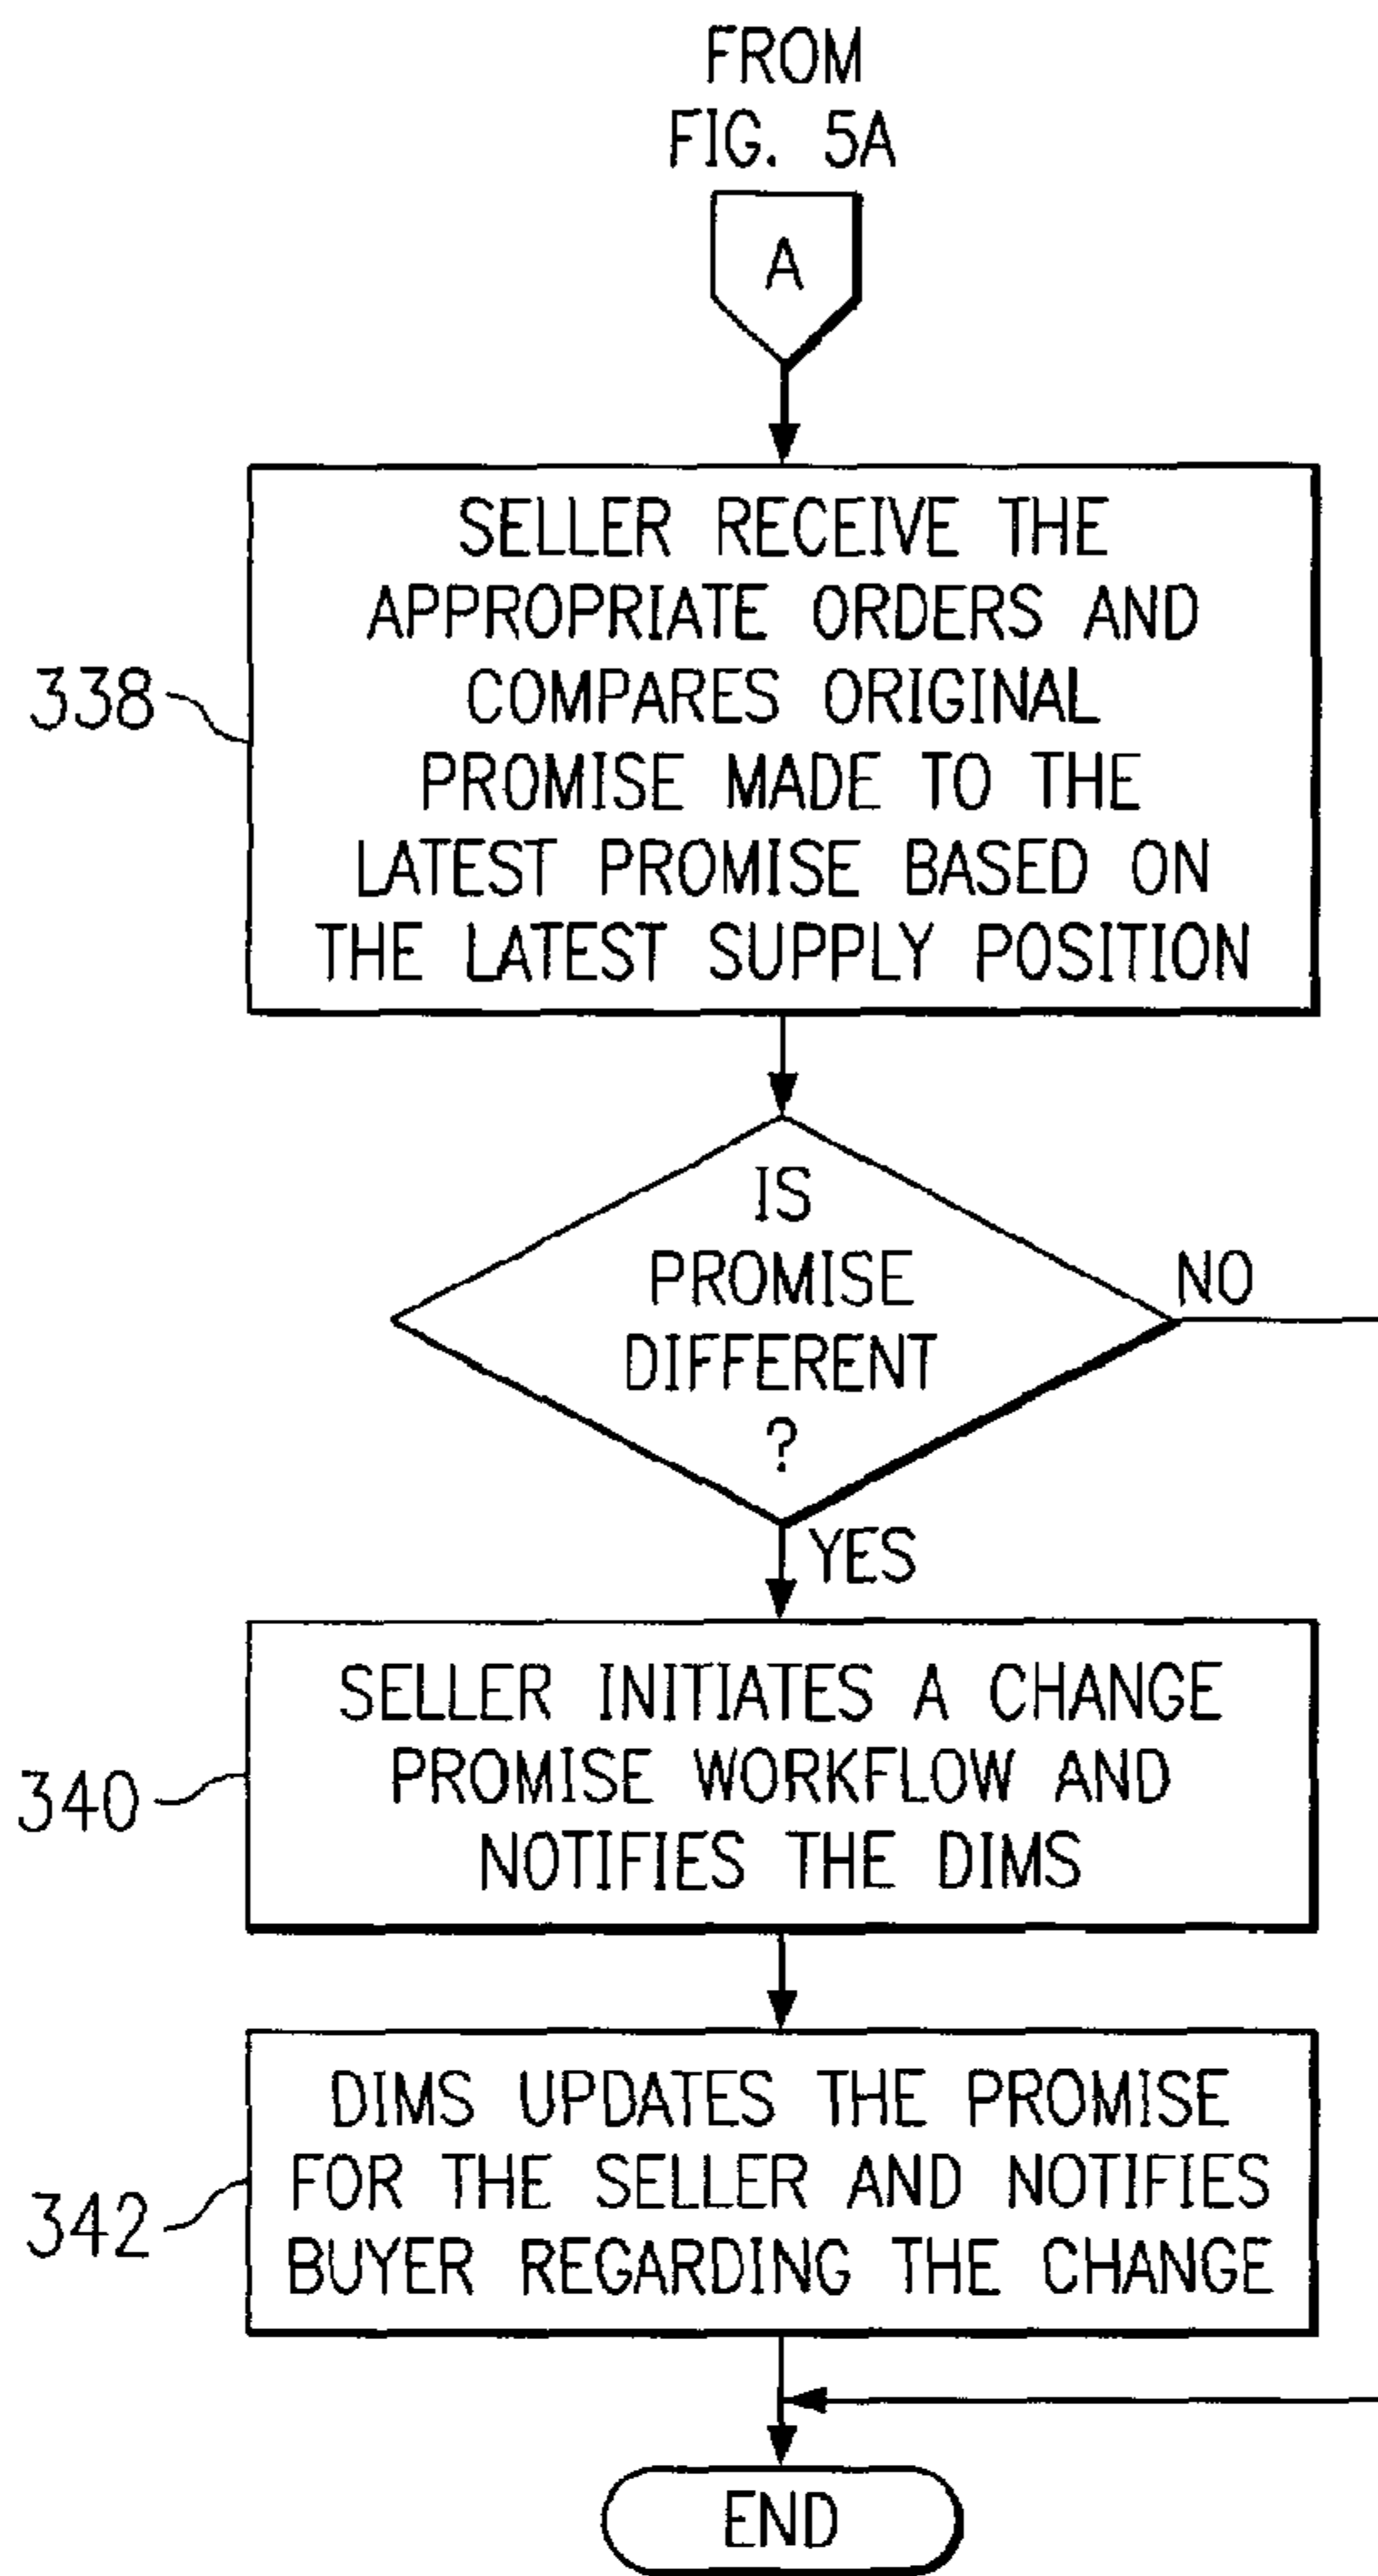 FROM
FIG. 5A
A
SELLER RECEIVE THE
APPROPRIATE ORDERS AND
COMPARES ORIGINAL
338
PROMISE MADE TO THE
LATEST PROMISE BASED ON
THE LATEST SUPPLY POSITION
IS
PROMISE
NO
DIFFERENT
?
YES
SELLER INITIATES A CHANGE
PROMISE WORKFLOW AND
340
NOTIFIES THE DIMS
DIMS UPDATES THE PROMISE
FOR THE SELLER AND NOTIFIES
342
BUYER REGARDING THE CHANGE
END